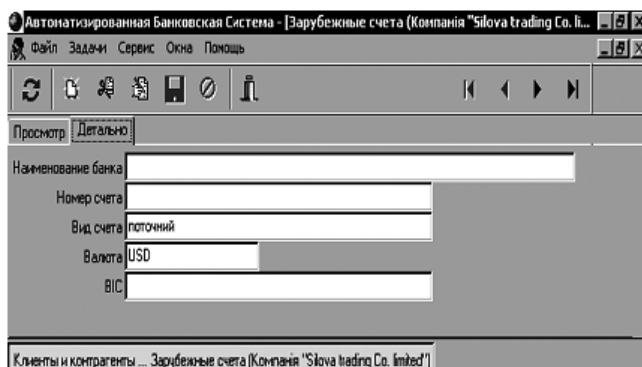 Автоматизированная Банковская Система - [Зарубежные счета (Компанія "Silova trading Co. li...
Файл Задачи Сервис Окна Помощь
Просмотр Детально
Наименование банка
Номер счета
Вид счета поточний
Валюта USD
BIC
Клиенты и контрагенты ... Зарубежные счета (Компанія "Silova trading Co. limited")